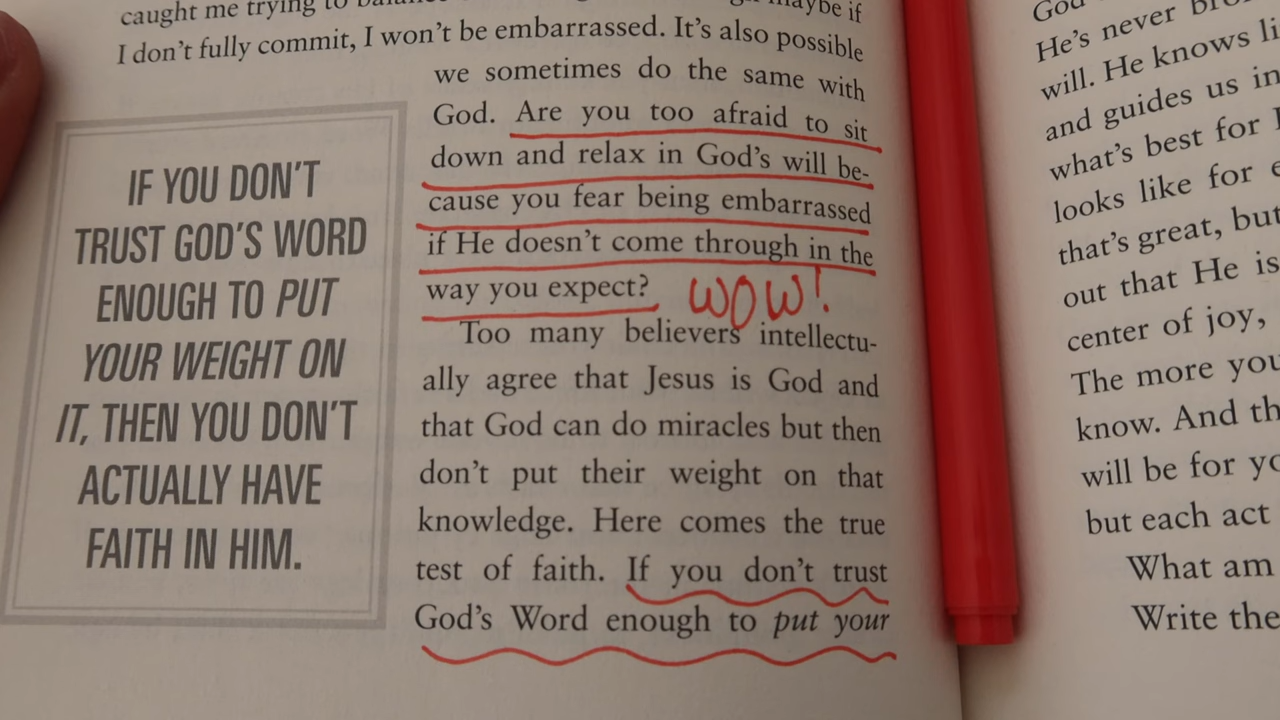 caught me trying to
maybe if
I don't fully commit, I won't be embarrassed. It's also possible
we sometimes do the same with
God. Are you too afraid to sit
down and relax in God's will be-
cause you fear being embarrassed
if He doesn't come through in the
way you expect? WOW!
Too many believers intellectu-
ally agree that Jesus is God and
that God can do miracles but then
don't put their weight on that
knowledge. Here comes the true
test of faith. If you don't trust
God's Word enough to put your
IF YOU DON'T
TRUST GOD'S WORD
ENOUGH TO PUT
YOUR WEIGHT ON
IT, THEN YOU DON'T
ACTUALLY HAVE
FAITH IN HIM.
God
He's never
will. He knows
and guides us in
what's best for
looks like for
that's great, but
out that He is
center of joy,
The more you
know. And
will be for
but each act
What am
Write the